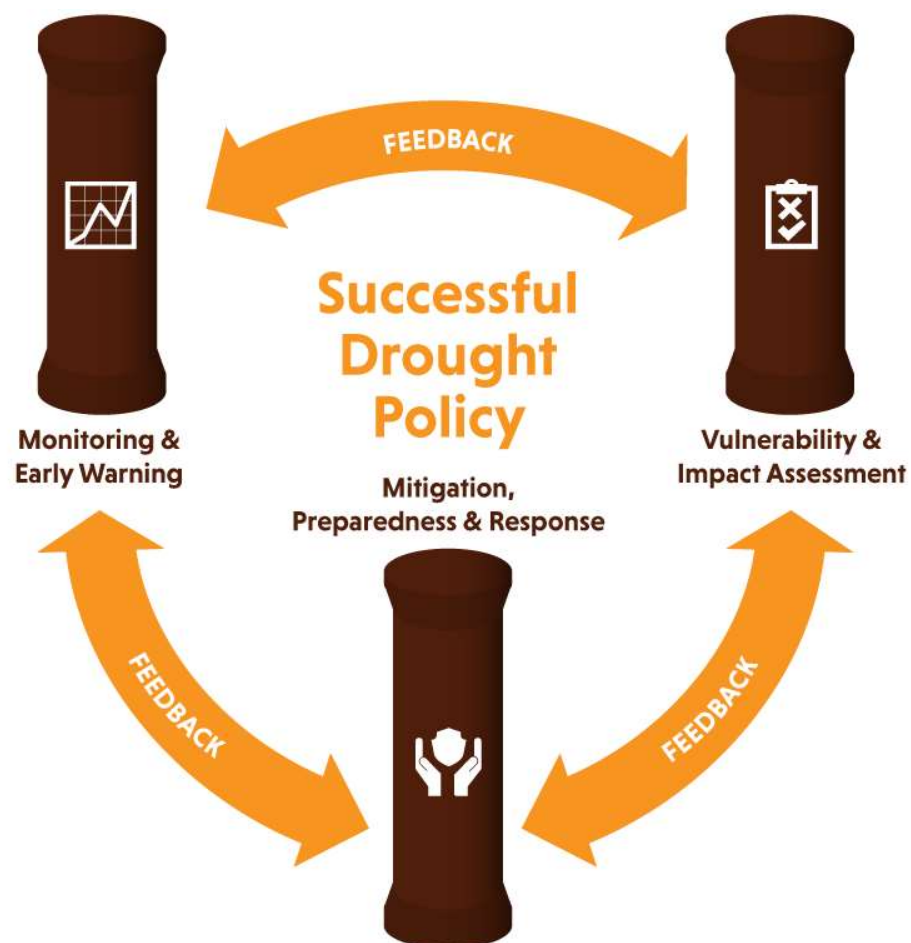 FEEDBACK
Successful
Drought
Policy
Monitoring &
Early Warning
Vulnerability &
Impact Assessment
Mitigation,
Preparedness & Response
FEEDBACK
FEEDBACK